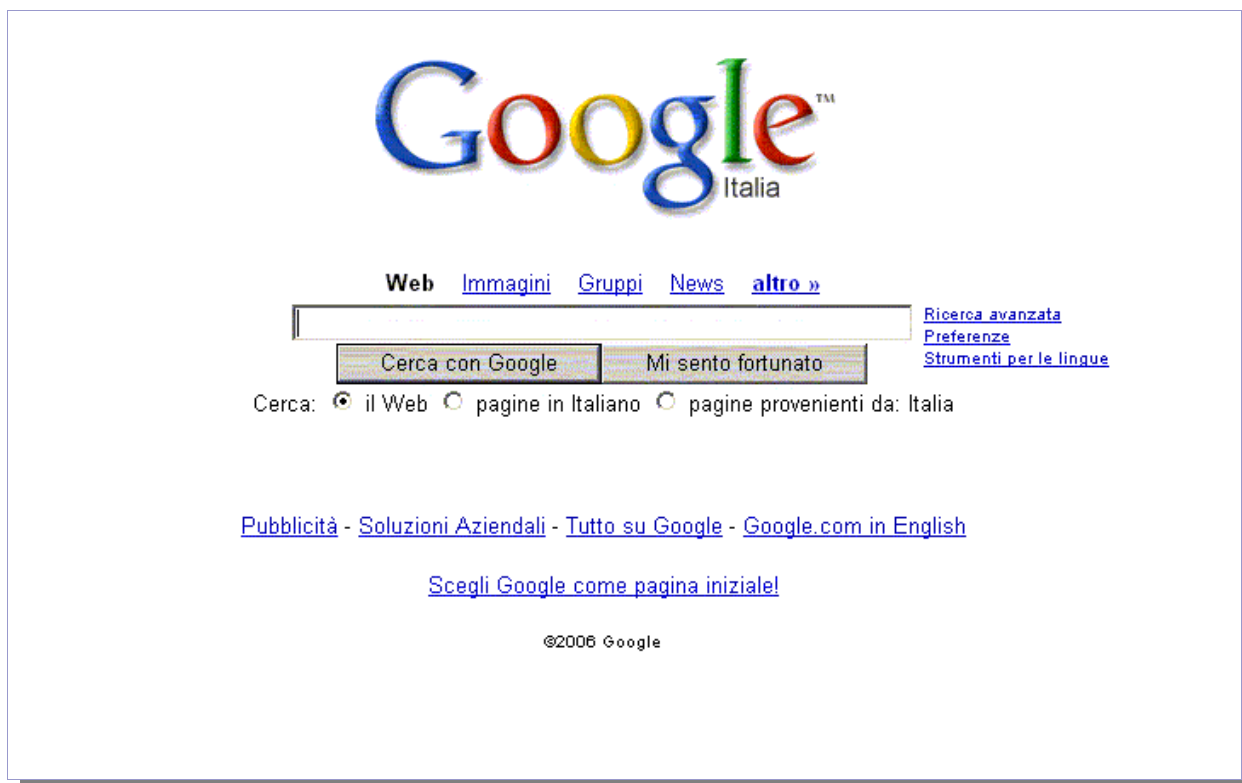 Google™
Italia
Web Immagini Gruppi News altro »
Ricerca avanzata
Preferenze
Strumenti per le lingue
Cerca con Google Mi sento fortunato
Cerca: il Web pagine in Italiano pagine provenienti da: Italia
Pubblicità - Soluzioni Aziendali - Tutto su Google - Google.com in English
Scegli Google come pagina iniziale!
©2006 Google